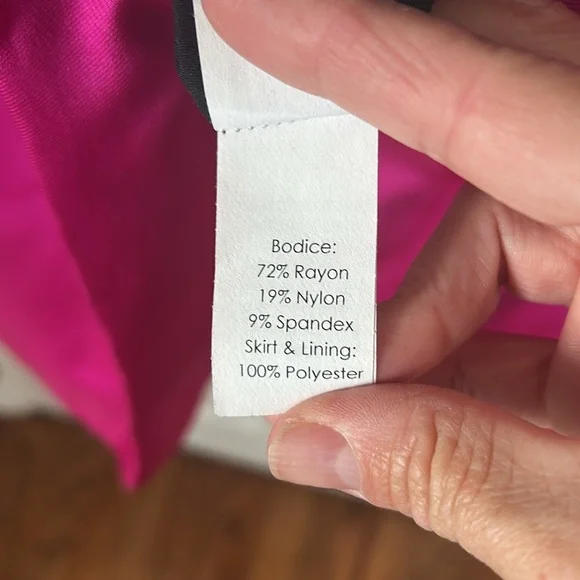 Bodice:
72% Rayon
19% Nylon
9% Spandex
Skirt & Lining:
100% Polyester